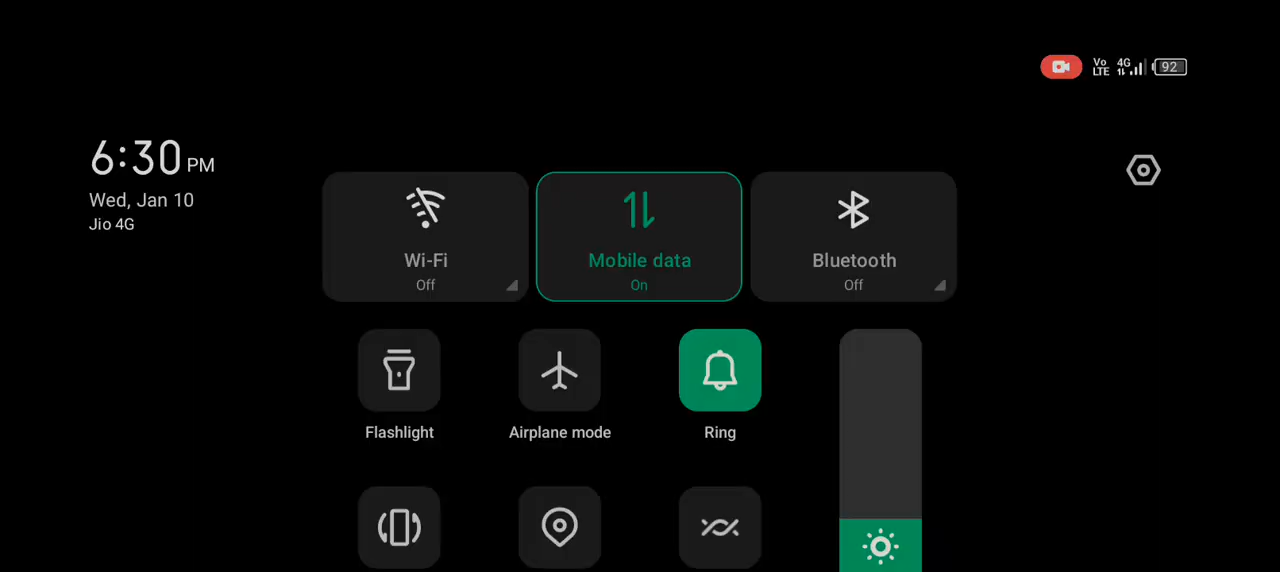 Vo
LTE
4G
92
6:30 PM
Wed, Jan 10
Jio 4G
Wi-Fi
Off
Mobile data
On
Bluetooth
Off
Flashlight
Airplane mode
Ring